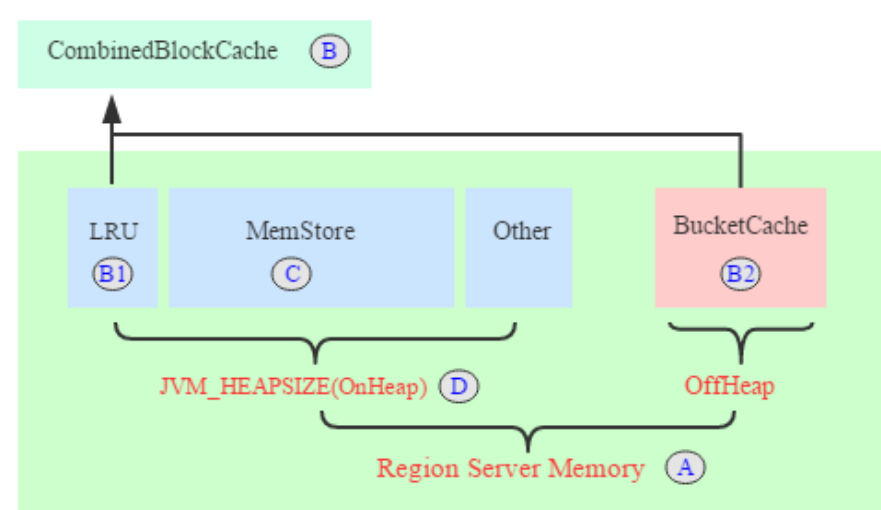 CombinedBlockCache B
LRU MemStore Other BucketCache
B1 C B2
JVM_HEAPSIZE(OnHeap) D OffHeap
Region Server Memory A